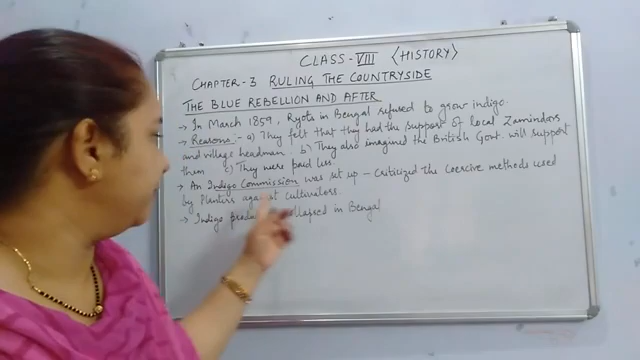 CLASS-VIII <HISTORY>
CHAPTER-3 RULING THE COUNTRYSIDE
THE BLUE REBELLION AND AFTER
→ In March 1859, Ryots in Bengal refused to grow indigo.
→ Reasons - a) They felt that they had the support of local Zamindars
and village headman. b) They also imagined the British Govt. will support
them c) They were paid less.
→ An Indigo Commission was set up - criticized the coercive methods used
by Planters against cultivators.
→ Indigo produ collapsed in Bengal